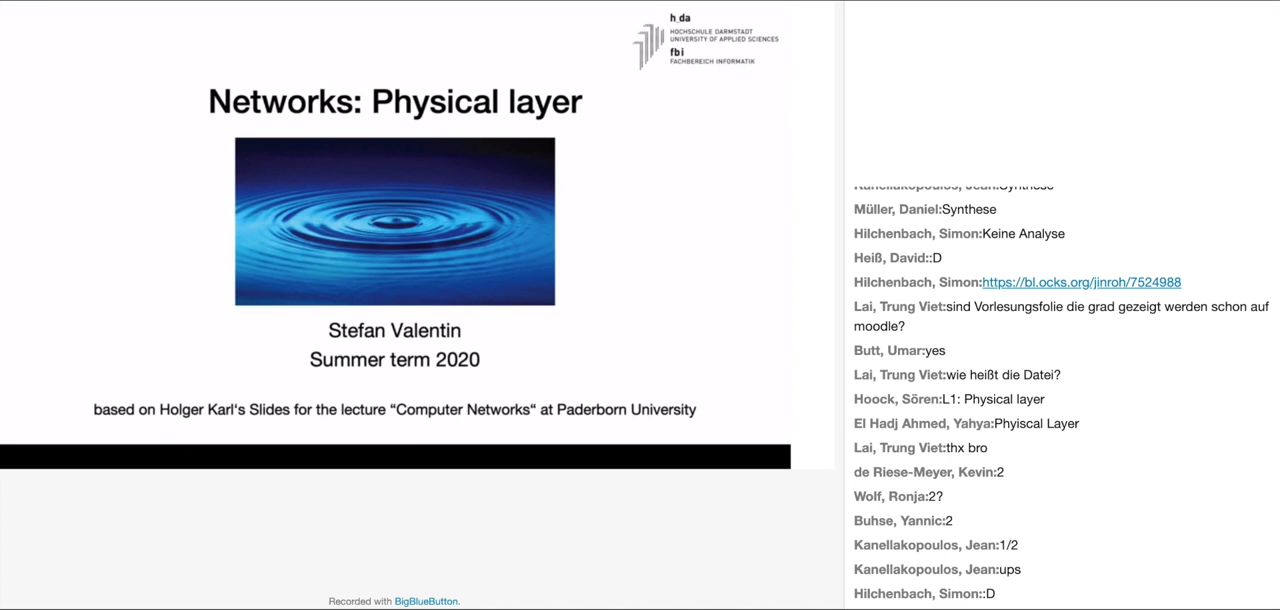 h_da
HOCHSCHULE DARMSTADT
UNIVERSITY OF APPLIED SCIENCES
fbi
FACHBEREICH INFORMATIK
Networks: Physical layer
Stefan Valentin
Summer term 2020
based on Holger Karl's Slides for the lecture “Computer Networks“ at Paderborn University
Recorded with BigBlueButton.
Kanellakopoulos, Jean:Synthese
Müller, Daniel:Synthese
Hilchenbach, Simon:Keine Analyse
Heiß, David::D
Hilchenbach, Simon:https://bl.ocks.org/jinroh/7524988
Lai, Trung Viet:sind Vorlesungsfolie die grad gezeigt werden schon auf
moodle?
Butt, Umar:yes
Lai, Trung Viet:wie heißt die Datei?
Hoock, Sören:L1: Physical layer
El Hadj Ahmed, Yahya:Phyiscal Layer
Lai, Trung Viet:thx bro
de Riese-Meyer, Kevin:2
Wolf, Ronja:2?
Buhse, Yannic:2
Kanellakopoulos, Jean:1/2
Kanellakopoulos, Jean:ups
Hilchenbach, Simon::D